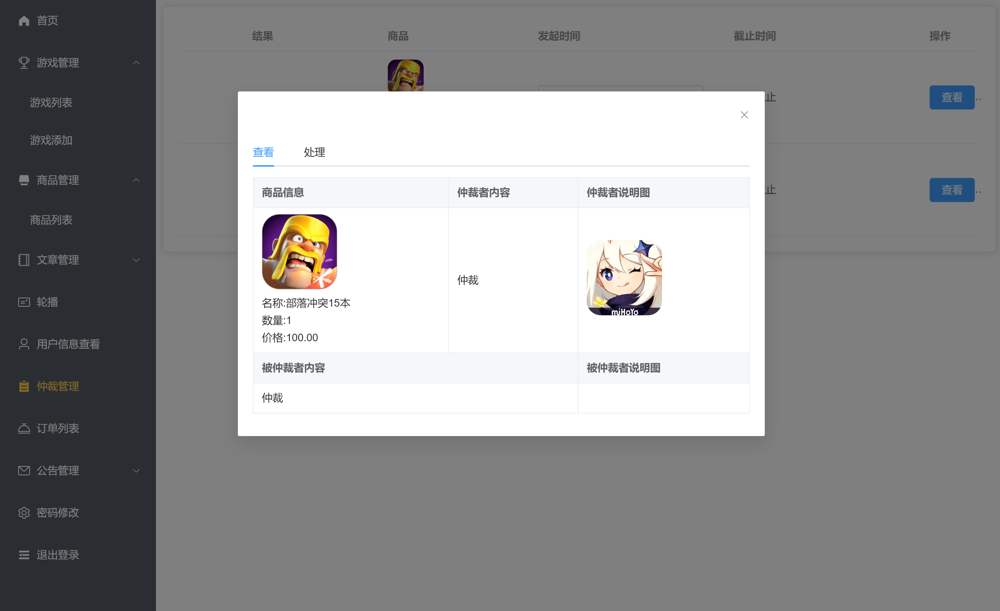 首页
游戏管理
游戏列表
游戏添加
商品管理
商品列表
文章管理
轮播
用户信息查看
仲裁管理
订单列表
公告管理
密码修改
退出登录
结果 商品 发起时间 截止时间 操作
止 查看 ..
止 查看 ..
查看 处理
商品信息 仲裁者内容 仲裁者说明图
名称:部落冲突15本
数量:1
价格:100.00
仲裁
miHoYo
被仲裁者内容 被仲裁者说明图
仲裁